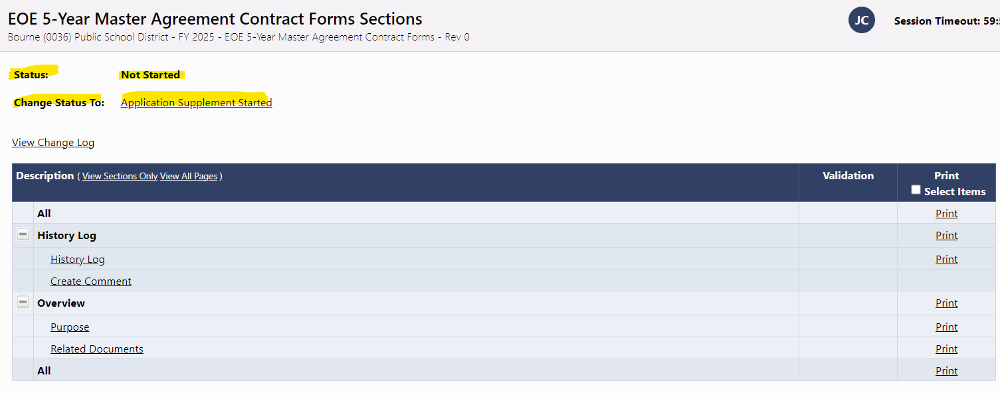 EOE 5-Year Master Agreement Contract Forms Sections
Bourne (0036) Public School District - FY 2025 - EOE 5-Year Master Agreement Contract Forms - Rev 0
JC
Session Timeout: 59:
Status: Not Started
Change Status To: Application Supplement Started
View Change Log
Description ( View Sections Only View All Pages ) Validation Print
Select Items
All Print
History Log Print
History Log Print
Create Comment
Overview Print
Purpose Print
Related Documents Print
All Print